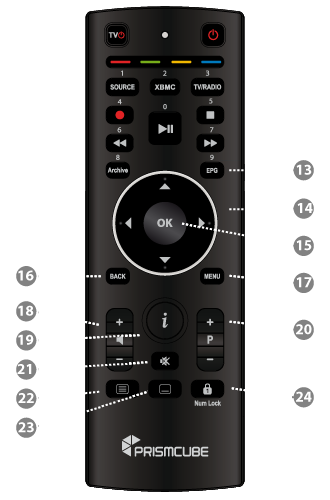 TV
1 2 3
SOURCE XBMC TV/RADIO
4 0 5
6 7
8 9
Archive EPG
13
14
OK
15
16 BACK MENU 17
18 + i + 20
19 P
21 - -
22
24
23 Num Lock
PRISMCUBE